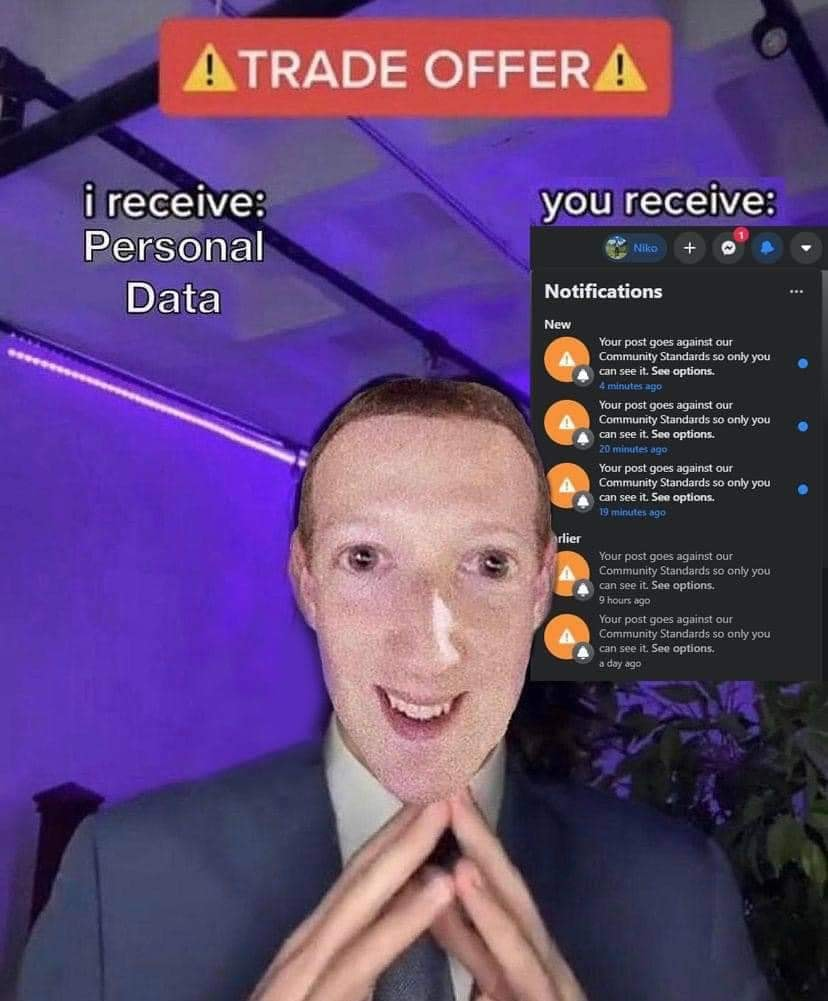 TRADE OFFER
i receive:
Personal
Data
you receive:
Niko
1
Notifications
New
Your post goes against our
Community Standards so only you
can see it. See options.
4 minutes ago
Your post goes against our
Community Standards so only you
can see it. See options.
20 minutes ago
Your post goes against our
Community Standards so only you
can see it. See options.
19 minutes ago
rlier
Your post goes against our
Community Standards so only you
can see it. See options.
9 hours ago
Your post goes against our
Community Standards so only you
can see it. See options.
a day ago